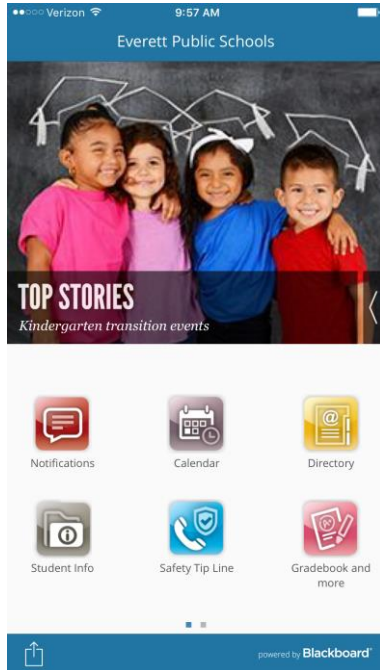 Verizon 9:57 AM
Everett Public Schools
TOP STORIES
Kindergarten transition events
Notifications Calendar Directory
@
Student Info Safety Tip Line Gradebook and
more
A+
powered by Blackboard